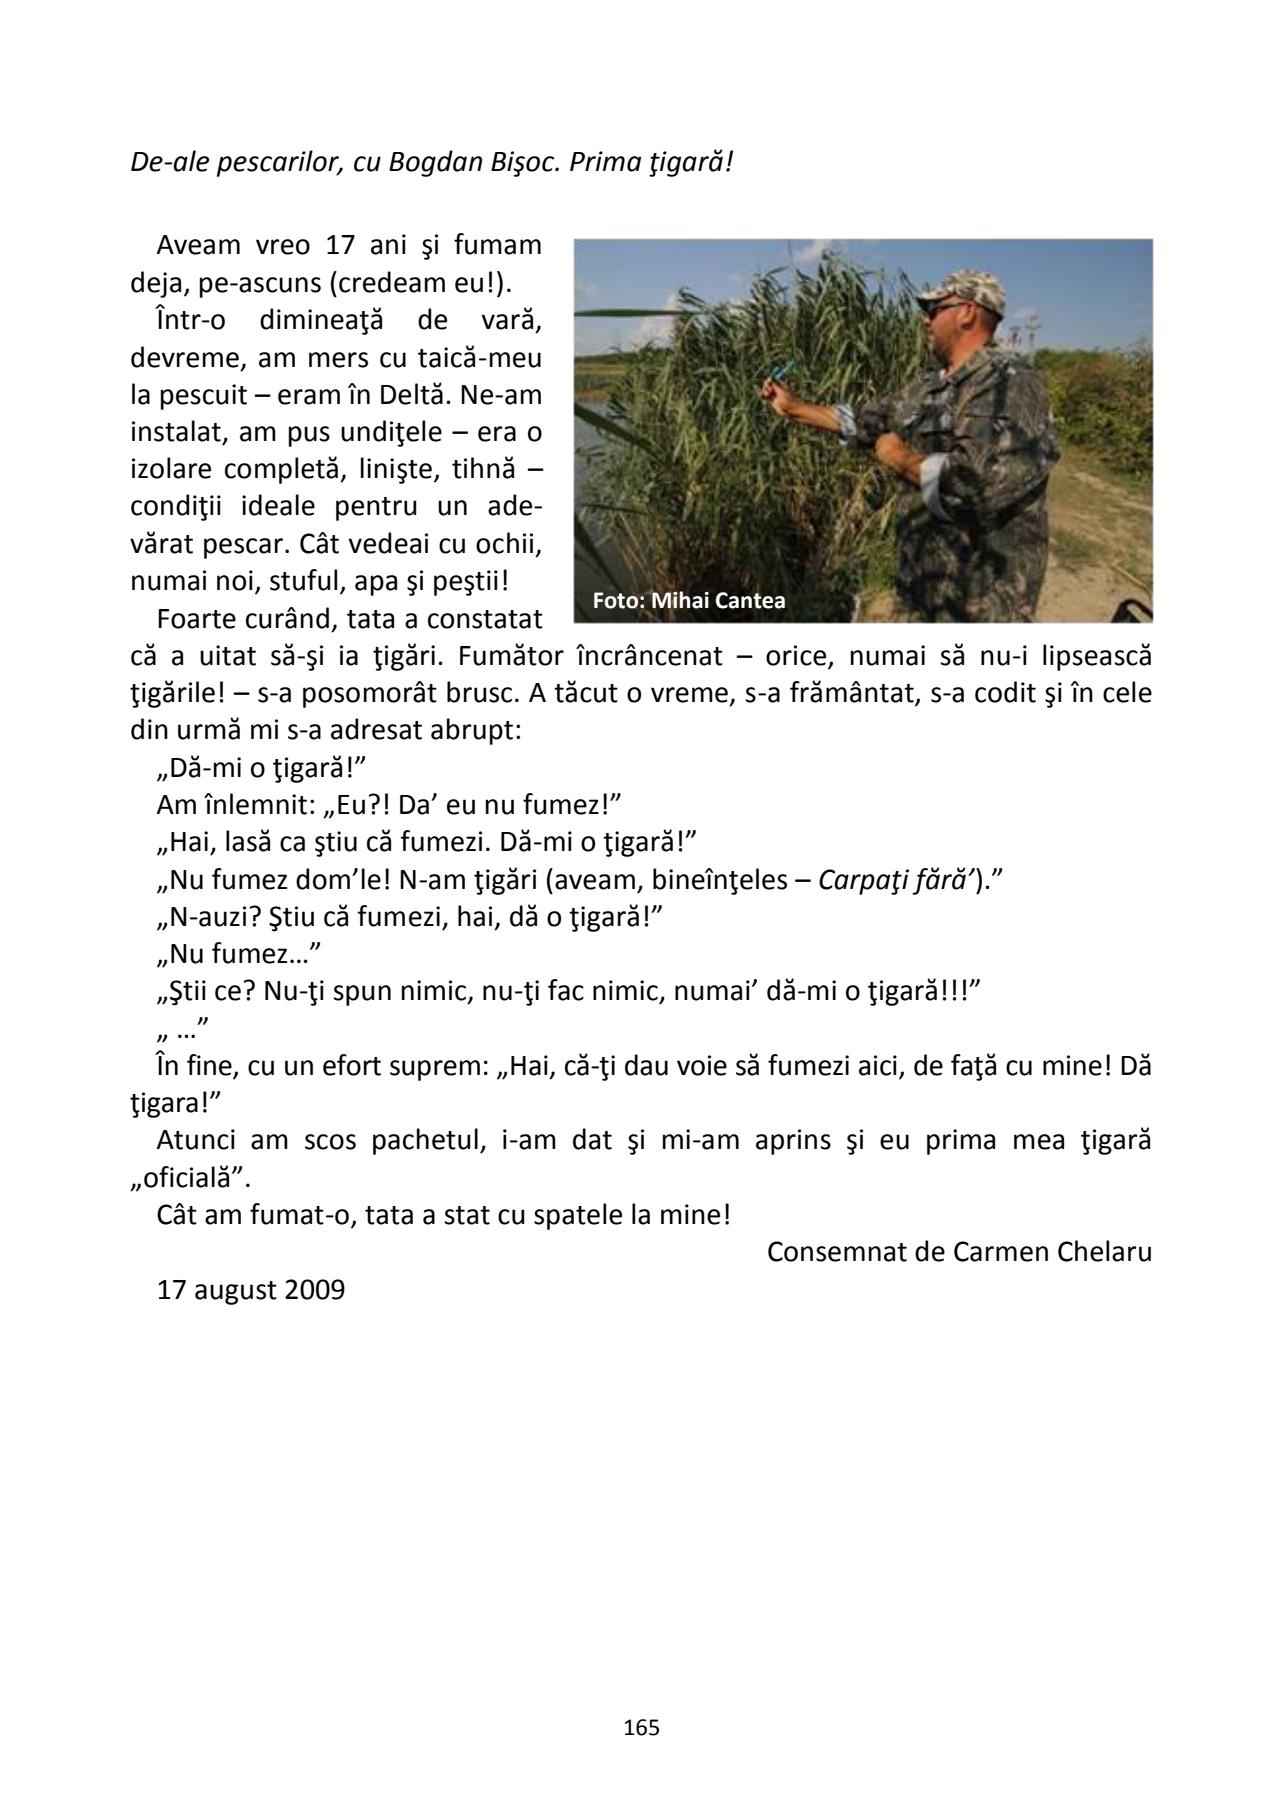 De-ale pescarilor, cu Bogdan Bişoc. Prima ţigară!
Aveam vreo 17 ani şi fumam
deja, pe-ascuns (credeam eu!).
Într-o dimineaţă de vară,
devreme, am mers cu taică-meu
la pescuit – eram în Deltă. Ne-am
instalat, am pus undiţele – era o
izolare completă, linişte, tihnă –
condiţii ideale pentru un ade-
vărat pescar. Cât vedeai cu ochii,
numai noi, stuful, apa şi peştii!
Foto: Mihai Cantea
Foarte curând, tata a constatat
că a uitat să-şi ia ţigări. Fumător încrâncenat – orice, numai să nu-i lipsească
ţigările! – s-a posomorât brusc. A tăcut o vreme, s-a frământat, s-a codit şi în cele
din urmă mi s-a adresat abrupt:
„Dă-mi o ţigară!”
Am înlemnit: „Eu?! Da’ eu nu fumez!”
„Hai, lasă ca ştiu că fumezi. Dă-mi o ţigară!”
„Nu fumez dom’le! N-am ţigări (aveam, bineînţeles – Carpaţi fără’).”
„N-auzi? Ştiu că fumezi, hai, dă o ţigară!”
„Nu fumez…”
„Ştii ce? Nu-ţi spun nimic, nu-ţi fac nimic, numai’ dă-mi o ţigară!!!”
„ …”
În fine, cu un efort suprem: „Hai, că-ţi dau voie să fumezi aici, de faţă cu mine! Dă
ţigara!”
Atunci am scos pachetul, i-am dat şi mi-am aprins şi eu prima mea ţigară
„oficială”.
Cât am fumat-o, tata a stat cu spatele la mine!
Consemnat de Carmen Chelaru
17 august 2009
165